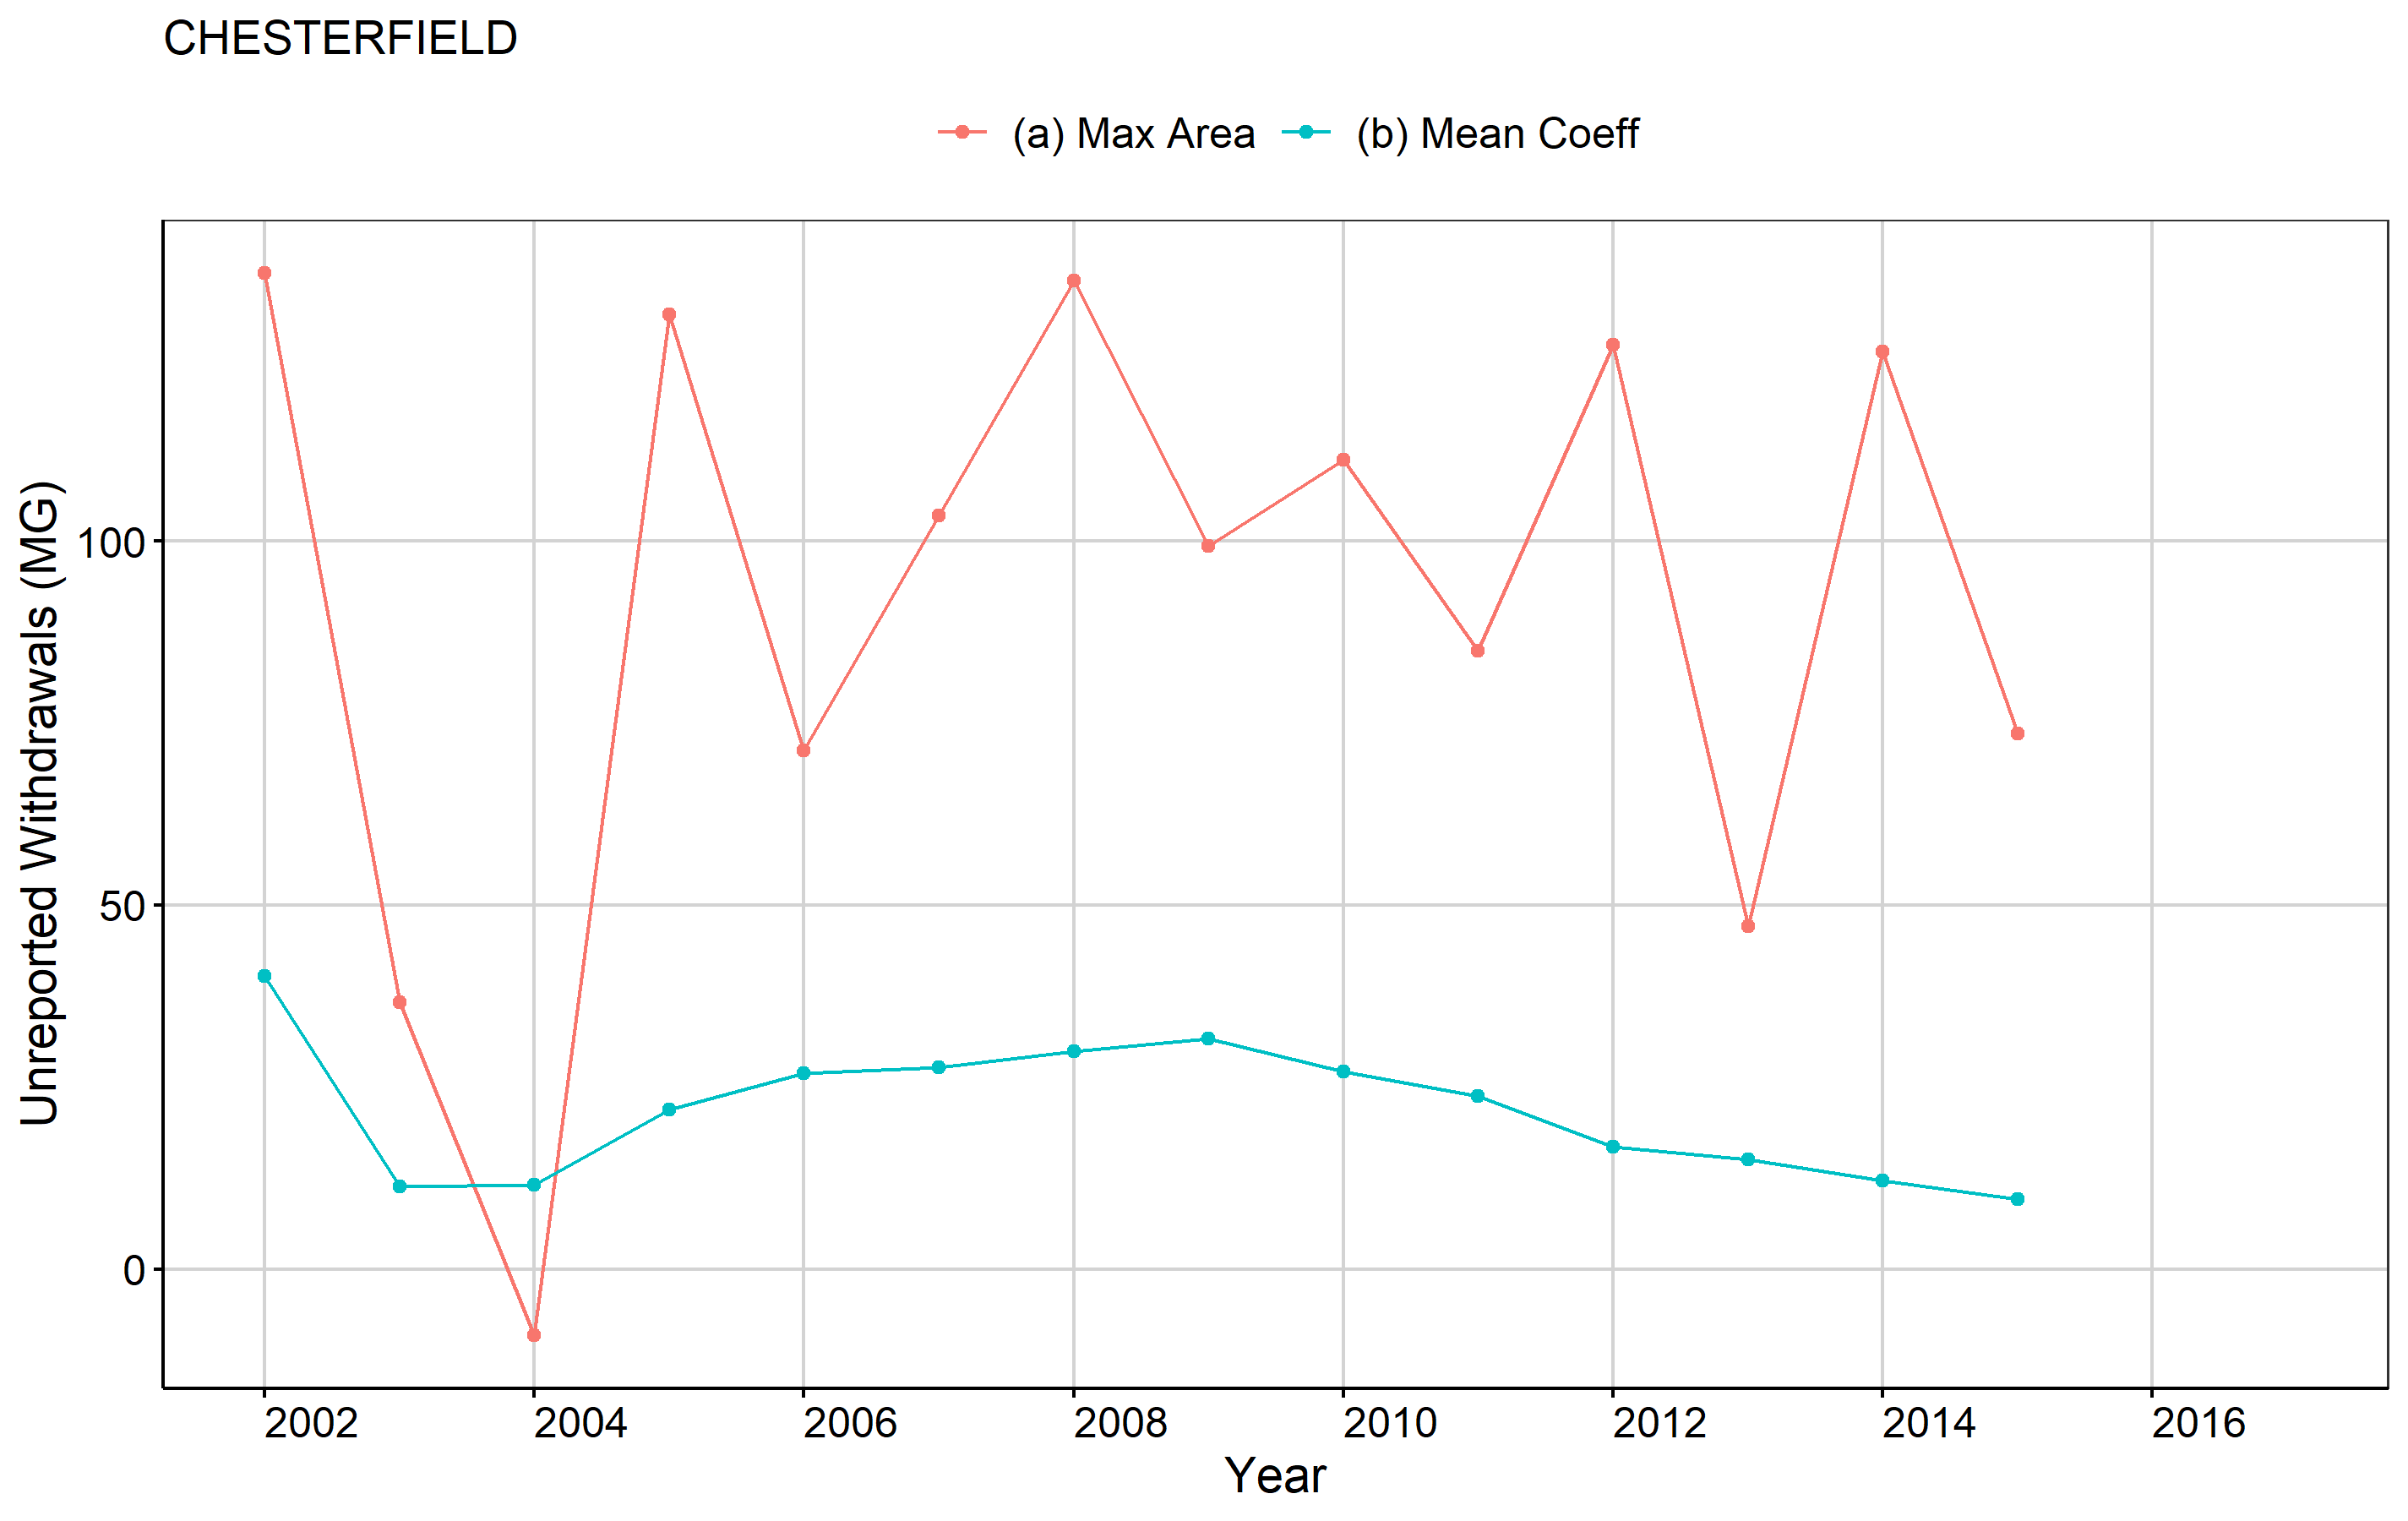 CHESTERFIELD
(a) Max Area (b) Mean Coeff
Unreported Withdrawals (MG)
100
50
0
2002 2004 2006 2008 2010 2012 2014 2016
Year